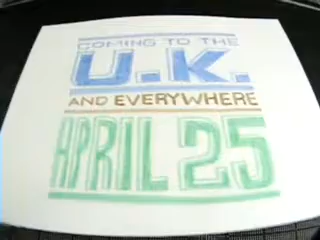 COMING TO THE
U.K.
AND EVERYWHERE
APRIL 25